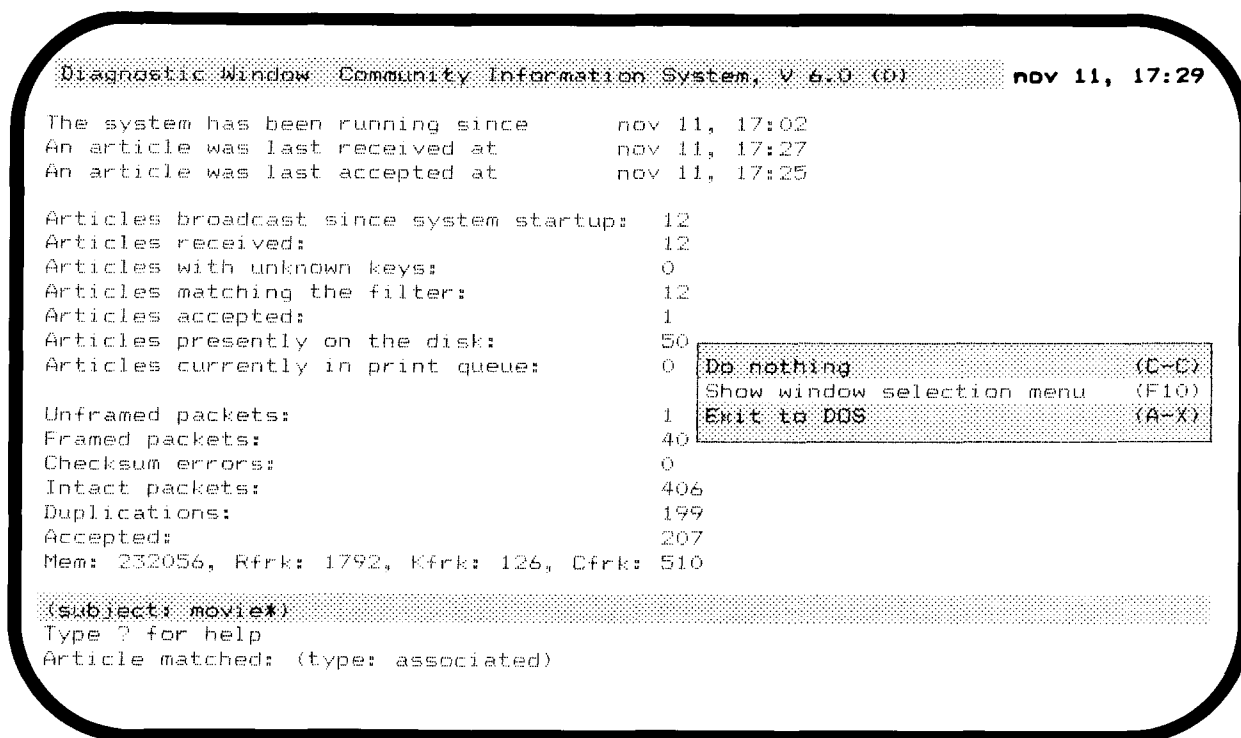 Diagnostic Window Community Information System, V 6.0 (D) nov 11, 17:29
The system has been running since nov 11, 17:02
An article was last received at nov 11, 17:27
An article was last accepted at nov 11, 17:25
Articles broadcast since system startup: 12
Articles received: 12
Articles with unknown keys: 0
Articles matching the filter: 12
Articles accepted: 1
Articles presently on the disk: 50
Articles currently in print queue: 0
Do nothing (C-C)
Show window selection menu (F10)
Exit to DOS (A-X)
Unframed packets: 1
Framed packets: 40
Checksum errors: 0
Intact packets: 406
Duplications: 199
Accepted: 207
Mem: 232056, Rfrk: 1792, Kfrk: 126, Cfrk: 510
(subject: movie*)
Type ? for help
Article matched: (type: associated)